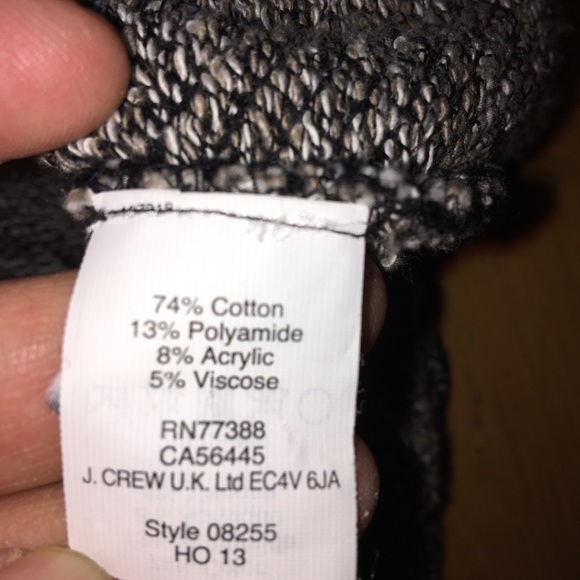 74% Cotton
13% Polyamide
8% Acrylic
5% Viscose
RN77388
CA56445
J. CREW U.K. Ltd EC4V 6JA
Style 08255
HO 13